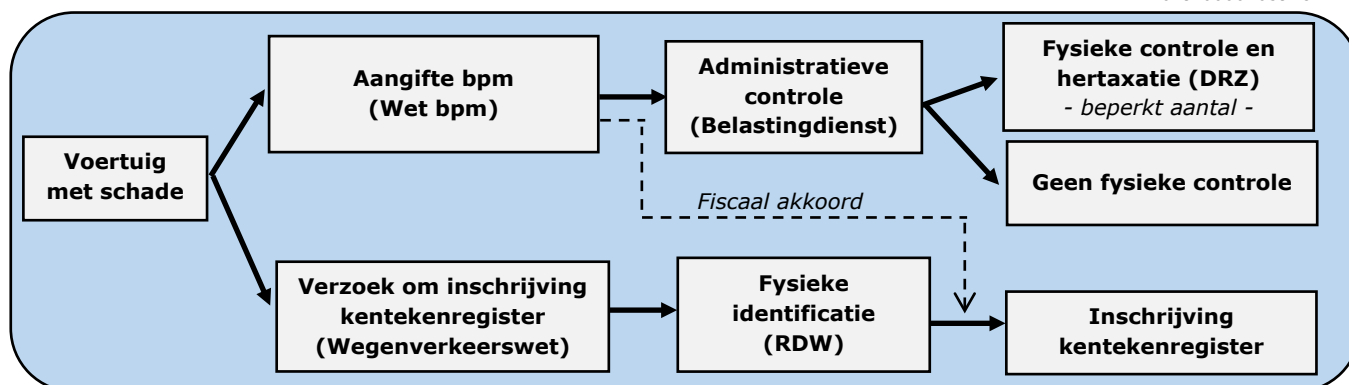 Voertuig
met schade
Aangifte bpm
(Wet bpm)
Administratieve
controle
(Belastingdienst)
Fysieke controle en
hertaxatie (DRZ)
- beperkt aantal -
Geen fysieke controle
Fiscaal akkoord
Verzoek om inschrijving
kentekenregister
(Wegenverkeerswet)
Fysieke
identificatie
(RDW)
Inschrijving
kentekenregister